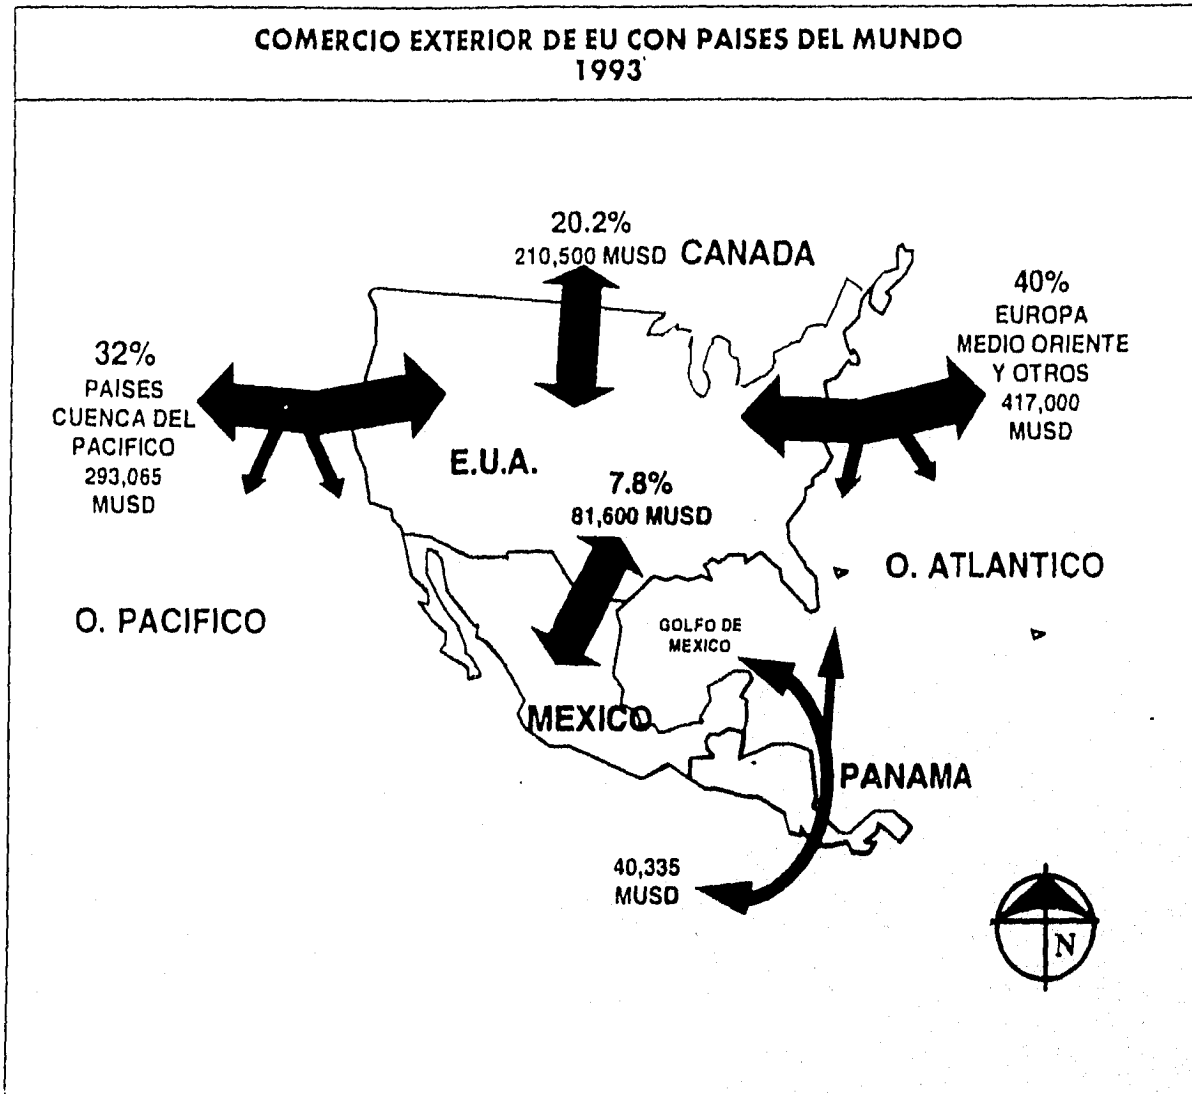 COMERCIO EXTERIOR DE EU CON PAISES DEL MUNDO
1993
20.2%
210,500 MUSD
CANADA
40%
EUROPA
MEDIO ORIENTE
Y OTROS
417,000
MUSD
32%
PAISES
CUENCA DEL
PACIFICO
293,065
MUSD
E.U.A.
7.8%
81,600 MUSD
O. ATLANTICO
O. PACIFICO
GOLFO DE
MEXICO
MEXICO
PANAMA
40,335
MUSD
N